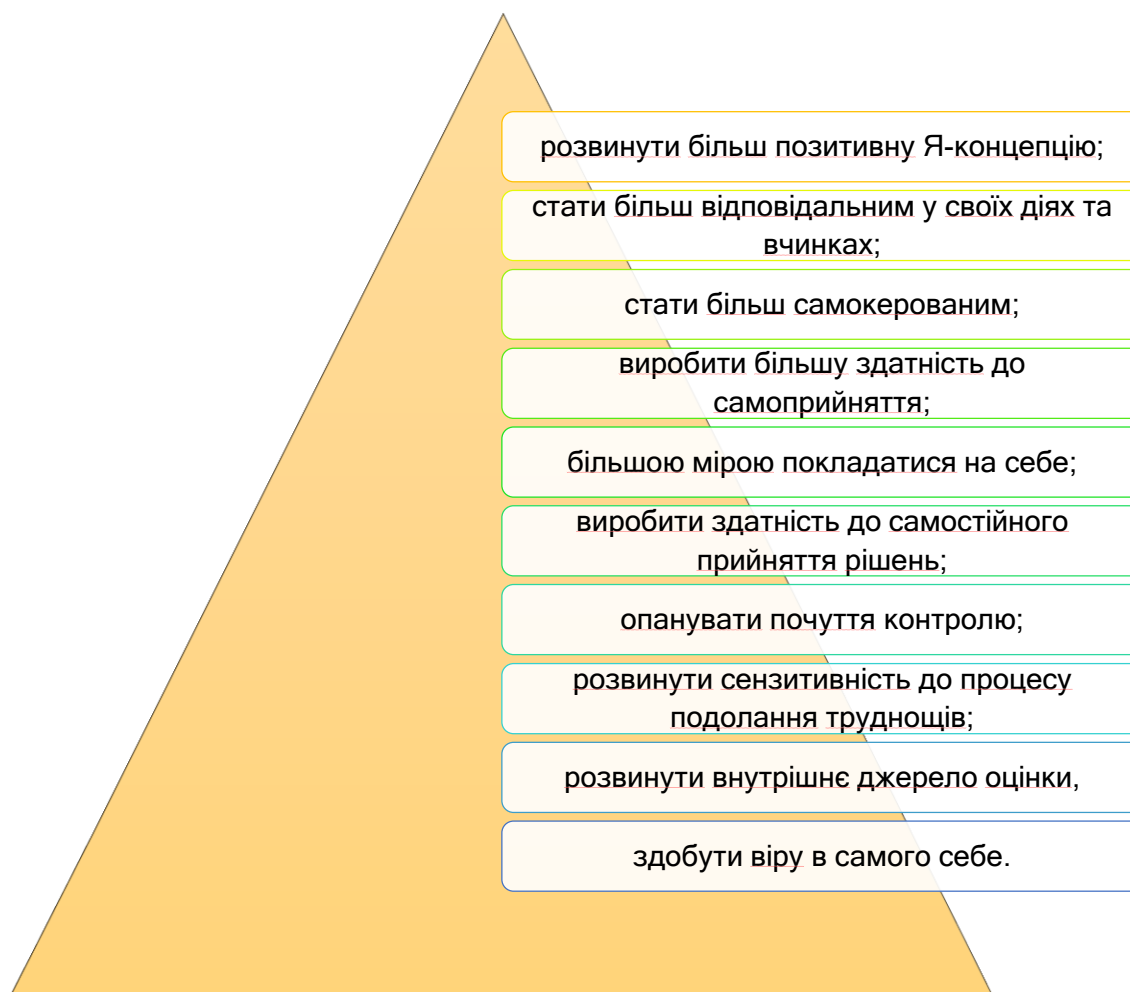 розвинути більш позитивну Я-концепцію;
стати більш відповідальним у своїх діях та
вчинках;
стати більш самокерованим;
виробити більшу здатність до
самоприйняття;
більшою мірою покладатися на себе;
виробити здатність до самостійного
прийняття рішень;
опанувати почуття контролю;
розвинути сензитивність до процесу
подолання труднощів;
розвинути внутрішнє джерело оцінки,
здобути віру в самого себе.